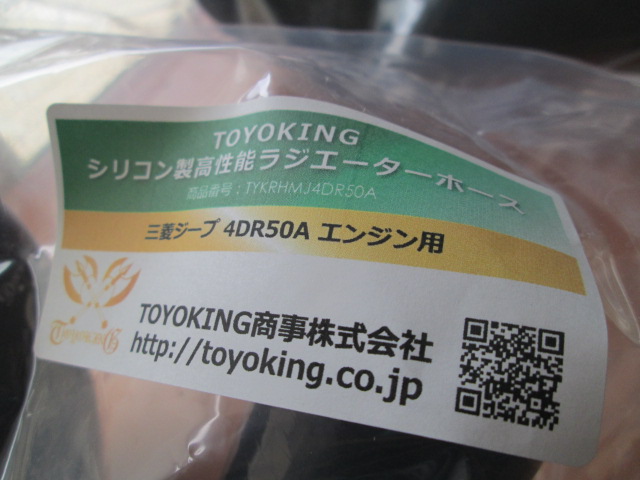 TOYOKING
シリコン製高性能ラジエーターホース
商品番号：TYKRHMJ4DR50A
三菱ジープ 4DR50A エンジン用
TOYOKING
TOYOKING商事株式会社
http://toyoking.co.jp